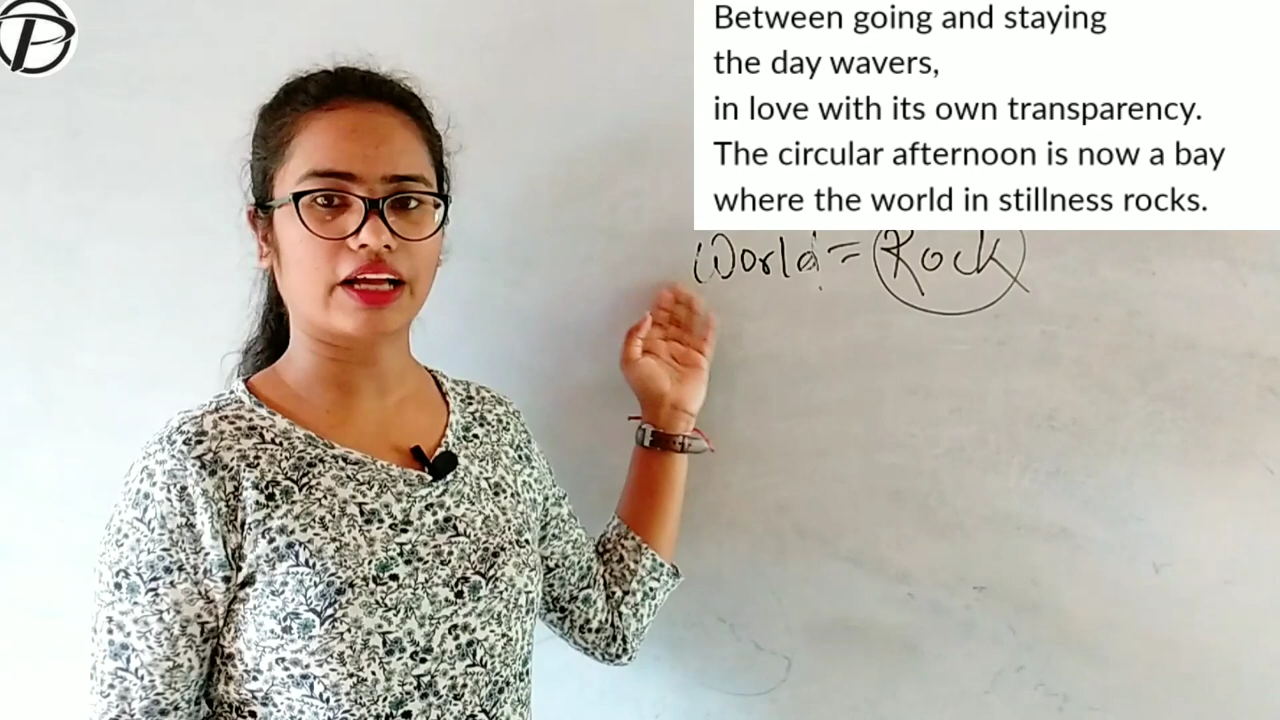 P
Between going and staying
the day wavers,
in love with its own transparency.
The circular afternoon is now a bay
where the world in stillness rocks.
World = Rock